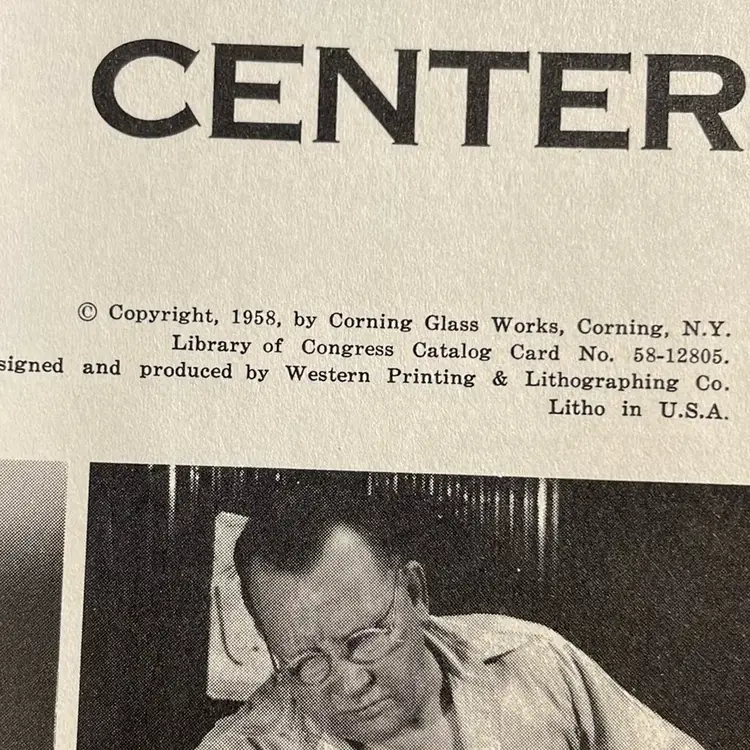 CENTER
© Copyright, 1958, by Corning Glass Works, Corning, N.Y.
Library of Congress Catalog Card No. 58-12805.
signed and produced by Western Printing & Lithographing Co.
Litho in U.S.A.